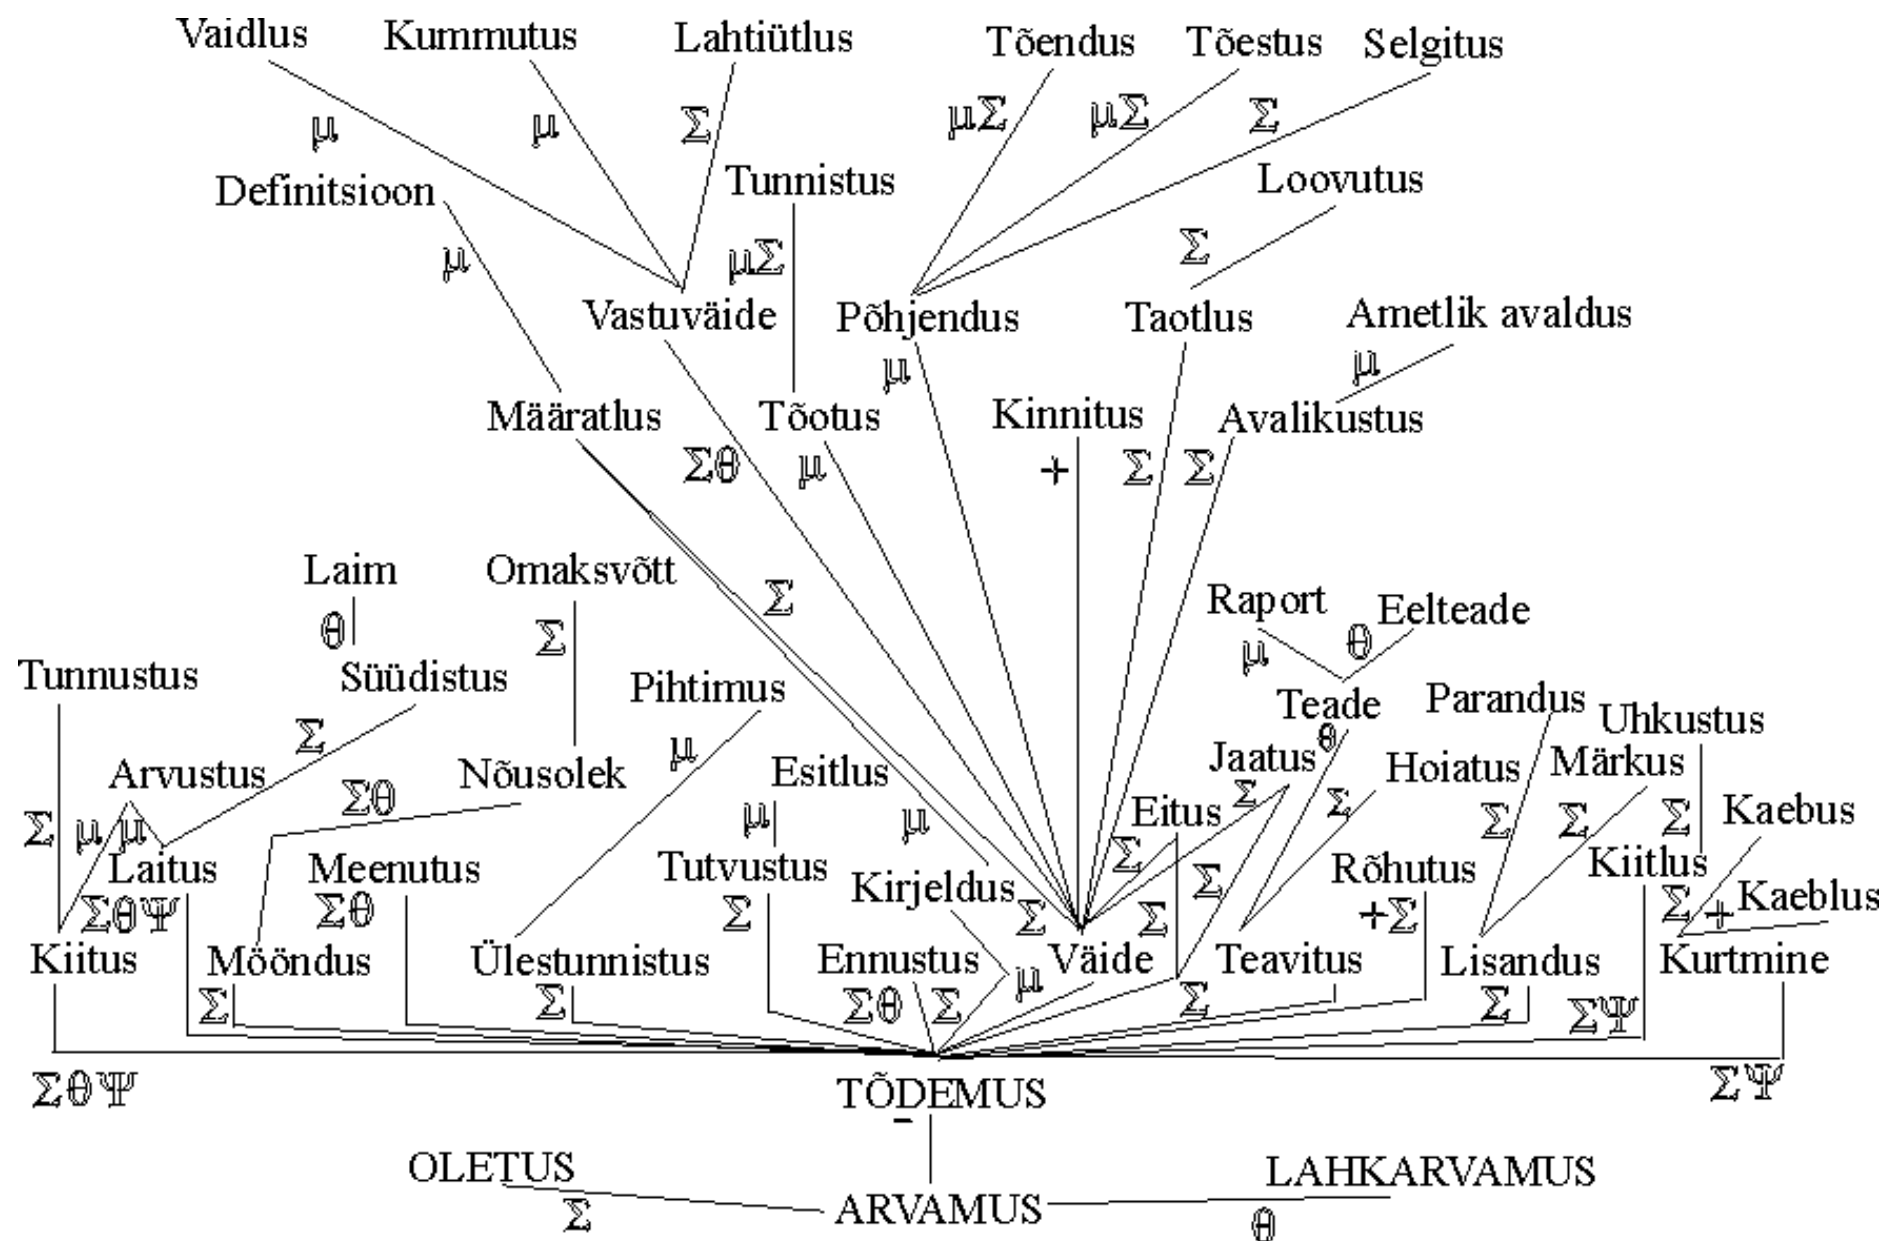 Vaidlus Kummutus Lahtiütlus Tõendus Tõestus Selgitus
μ μ Σ μΣ μΣ Σ
Definitsioon Tunnistus Loovutus
μ μΣ Σ
Vastuväide Põhjendus Taotlus Ametlik avaldus
μ μ
Määratlus Tõotus Kinnitus Avalikustus
Σθ μ + Σ Σ
Laim Omaksvõtt Σ Raport Eelteade
θ Σ μ θ
Tunnustus Süüdistus Pihtimus Teade Parandus Uhkustus
Σ μ θ
Arvustus Nõusolek Esitlus Jaatus Hoiatus Märkus
Σ μ μ Σθ μ μ Σ Σ Σ Σ Σ
Eitus Kaebus
Laitus Meenutus Tutvustus Kirjeldus Σ Σ Rõhutus Kiitlus
ΣθΨ Σθ Σ Σ Σ +Σ Σ + Kaeblus
Kiitus Mööndus Ülestunnistus Ennustus Väide Teavitus Lisandus Kurtmine
Σ Σ Σθ Σ μ Σ Σ ΣΨ
ΣθΨ TÕDEMUS ΣΨ
–
OLETUS LAHKARVAMUS
Σ ARVAMUS θ